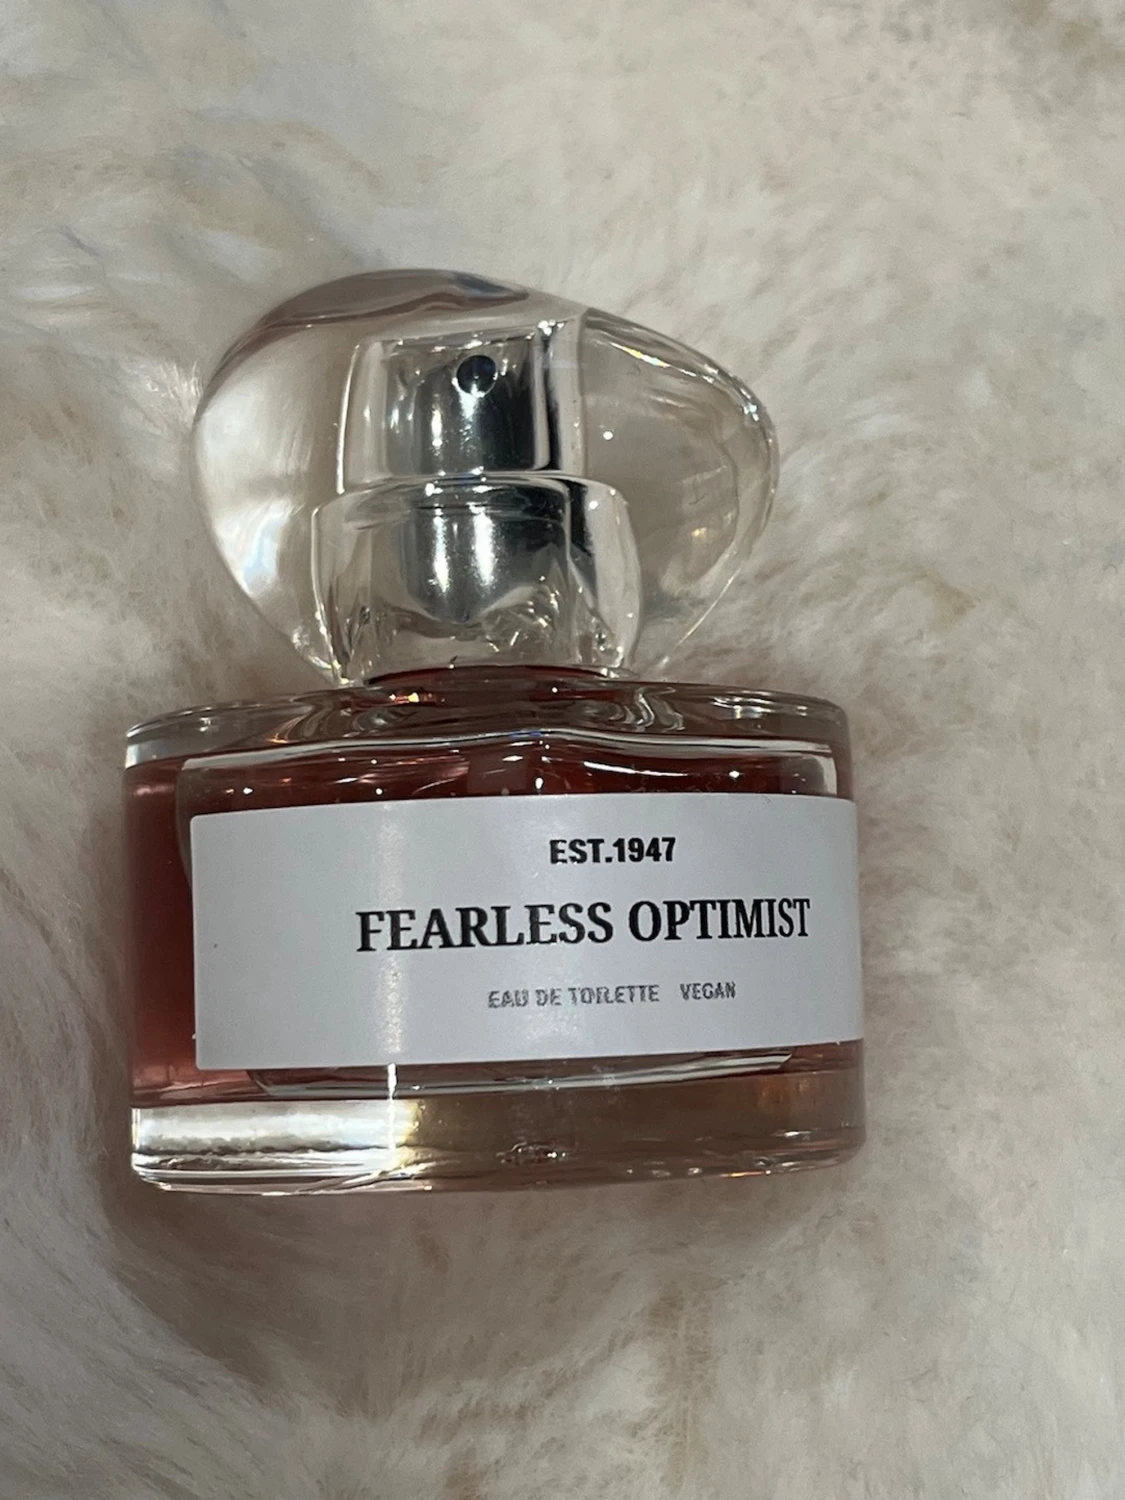 EST.1947
FEARLESS OPTIMIST
EAU DE TOILETTE VEGAN